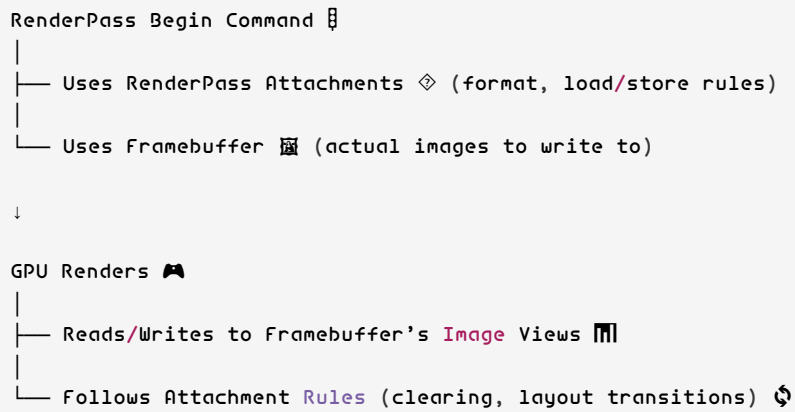 RenderPass Begin Command 🚦
│
├── Uses RenderPass Attachments (format, load/store rules)
│
└── Uses Framebuffer 🖼 (actual images to write to)
↓
GPU Renders 🎮
│
├── Reads/Writes to Framebuffer’s Image Views
│
└── Follows Attachment Rules (clearing, layout transitions) 🔄